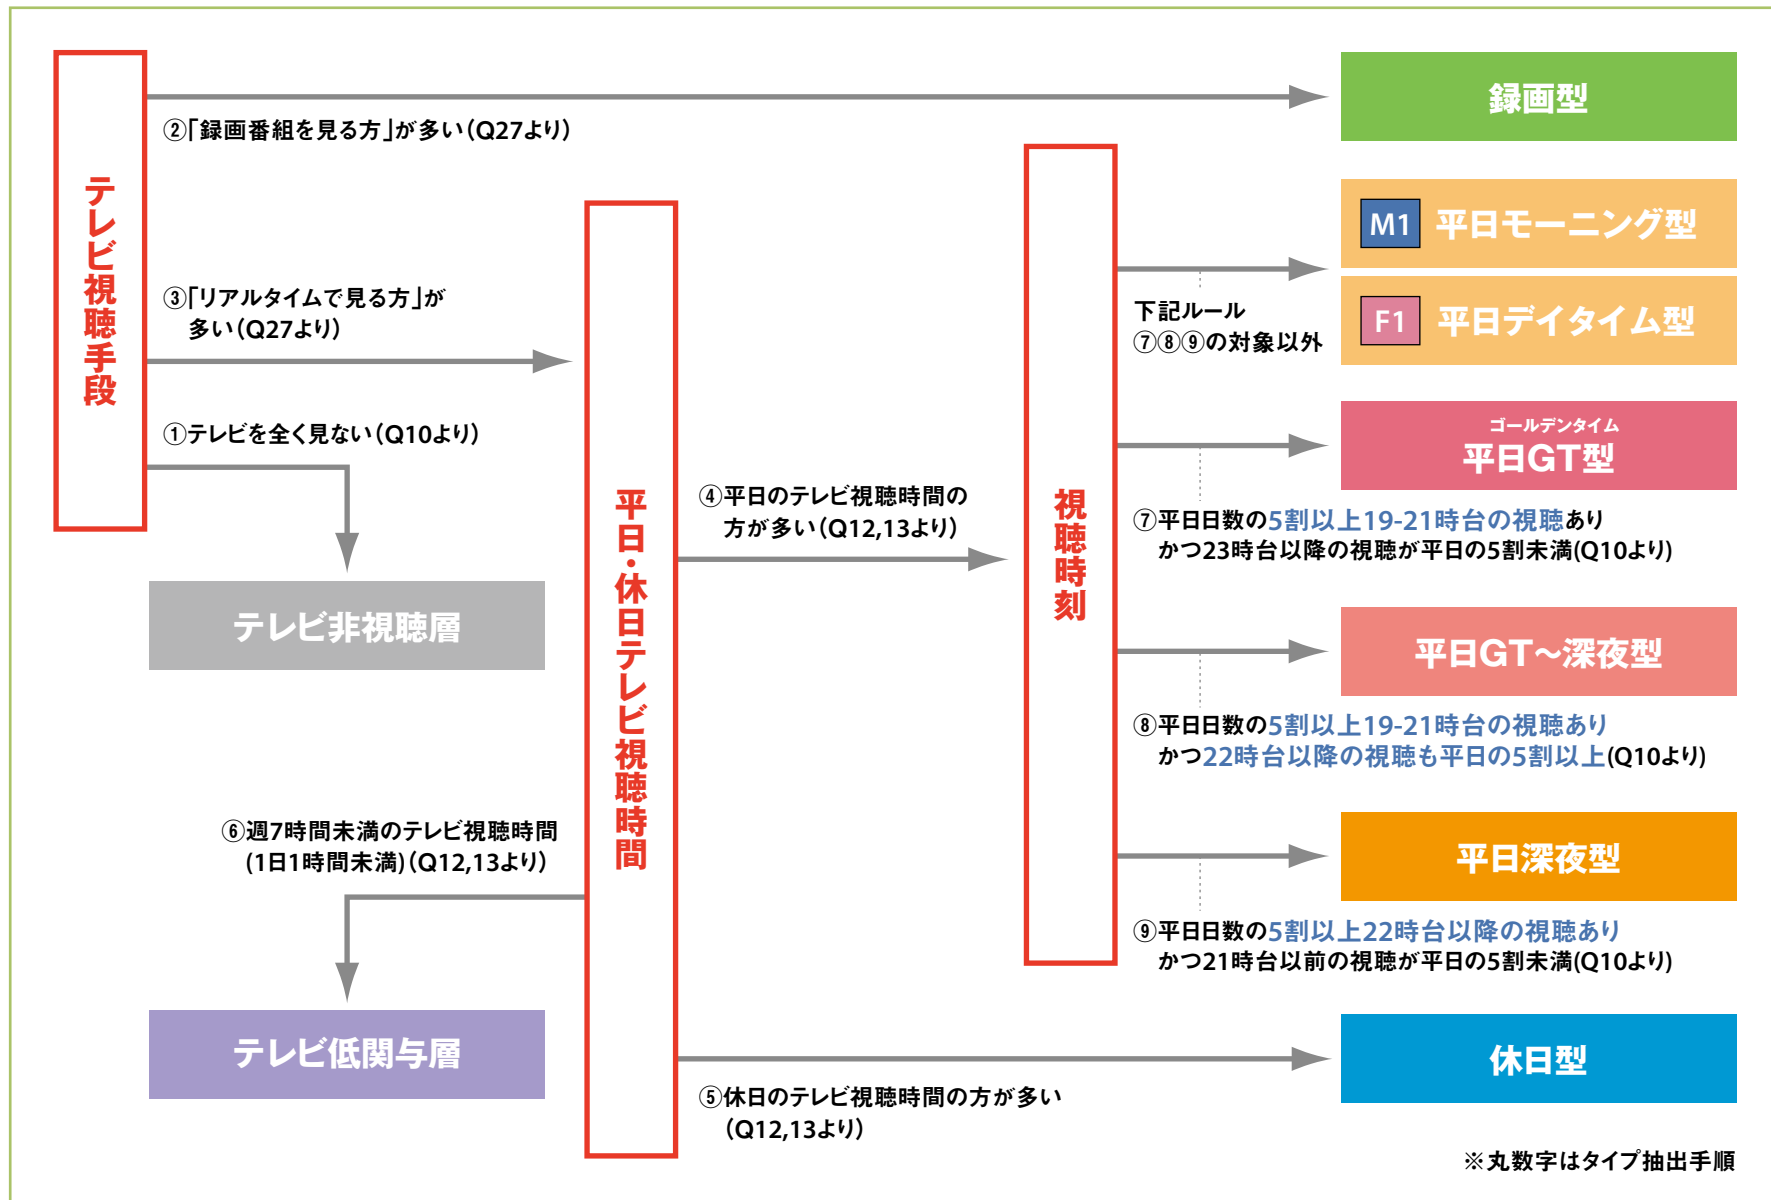 テレビ視聴手段
②「録画番組を見る方」が多い(Q27より)
録画型
③「リアルタイムで見る方」が
多い(Q27より)
①テレビを全く見ない(Q10より)
テレビ非視聴層
平日・休日テレビ視聴時間
④平日のテレビ視聴時間の
方が多い(Q12,13より)
⑥週7時間未満のテレビ視聴時間
(1日1時間未満)(Q12,13より)
テレビ低関与層
⑤休日のテレビ視聴時間の方が多い
(Q12,13より)
視聴時刻
M1 平日モーニング型
F1 平日デイタイム型
下記ルール
⑦⑧⑨の対象以外
ゴールデンタイム
平日GT型
⑦平日日数の5割以上19-21時台の視聴あり
かつ23時台以降の視聴が平日の5割未満(Q10より)
平日GT〜深夜型
⑧平日日数の5割以上19-21時台の視聴あり
かつ22時台以降の視聴も平日の5割以上(Q10より)
平日深夜型
⑨平日日数の5割以上22時台以降の視聴あり
かつ21時台以前の視聴が平日の5割未満(Q10より)
休日型
※丸数字はタイプ抽出手順